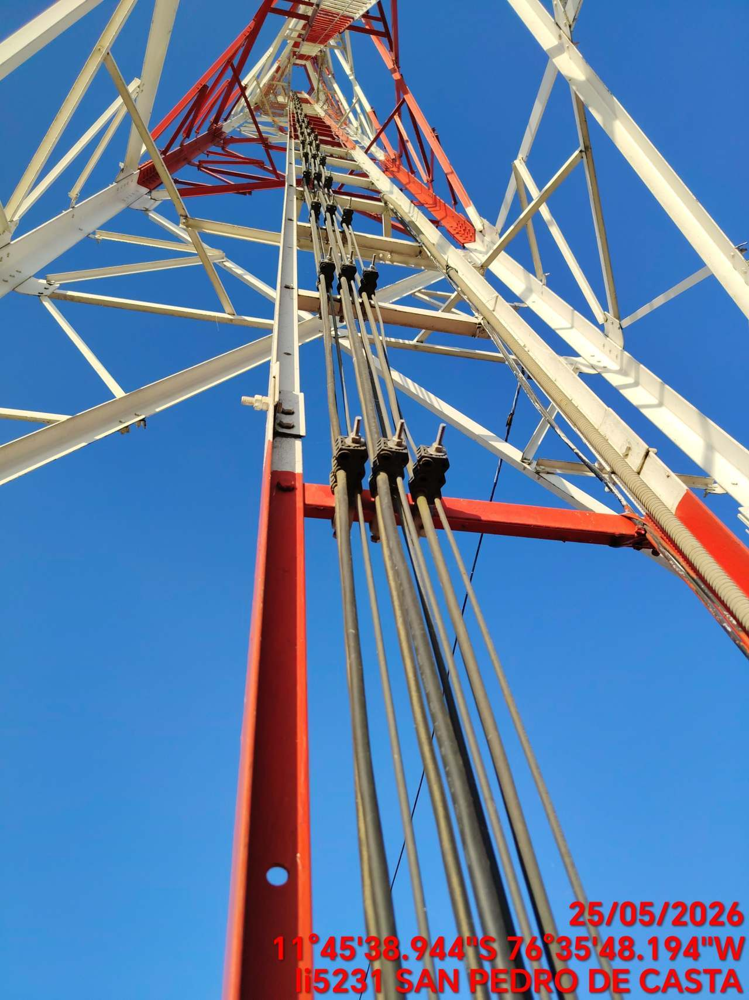 25/05/2026
11°45'38.944"S 76°35'48.194"W
li5231 SAN PEDRO DE CASTA